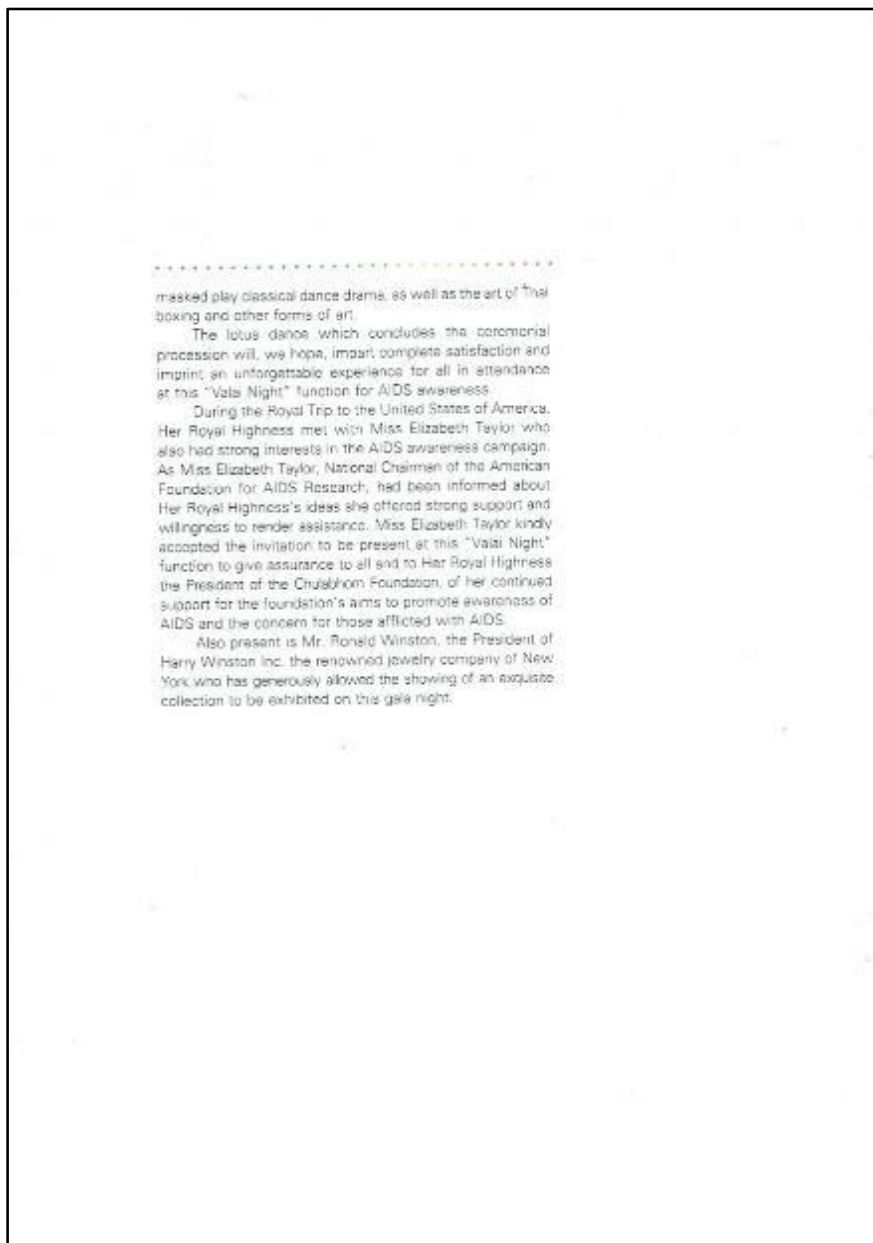 masked play classical dance drama, as well as the art of Thai
boxing and other forms of art.
The lotus dance which concludes the ceremonial
procession will, we hope, impart complete satisfaction and
imprint an unforgettable experience for all in attendance
at this "Valai Night" function for AIDS awareness.
During the Royal Trip to the United States of America,
Her Royal Highness met with Miss Elizabeth Taylor who
also had strong interests in the AIDS awareness campaign.
As Miss Elizabeth Taylor, National Chairman of the American
Foundation for AIDS Research, had been informed about
Her Royal Highness's ideas she offered strong support and
willingness to render assistance. Miss Elizabeth Taylor kindly
accepted the invitation to be present at this "Valai Night"
function to give assurance to all and to Her Royal Highness
the President of the Chulabhorn Foundation, of her continued
support for the foundation's aims to promote awareness of
AIDS and the concern for those afflicted with AIDS.
Also present is Mr. Ronald Winston, the President of
Harry Winston Inc. the renowned jewelry company of New
York who has generously allowed the showing of an exquisite
collection to be exhibited on this gala night.